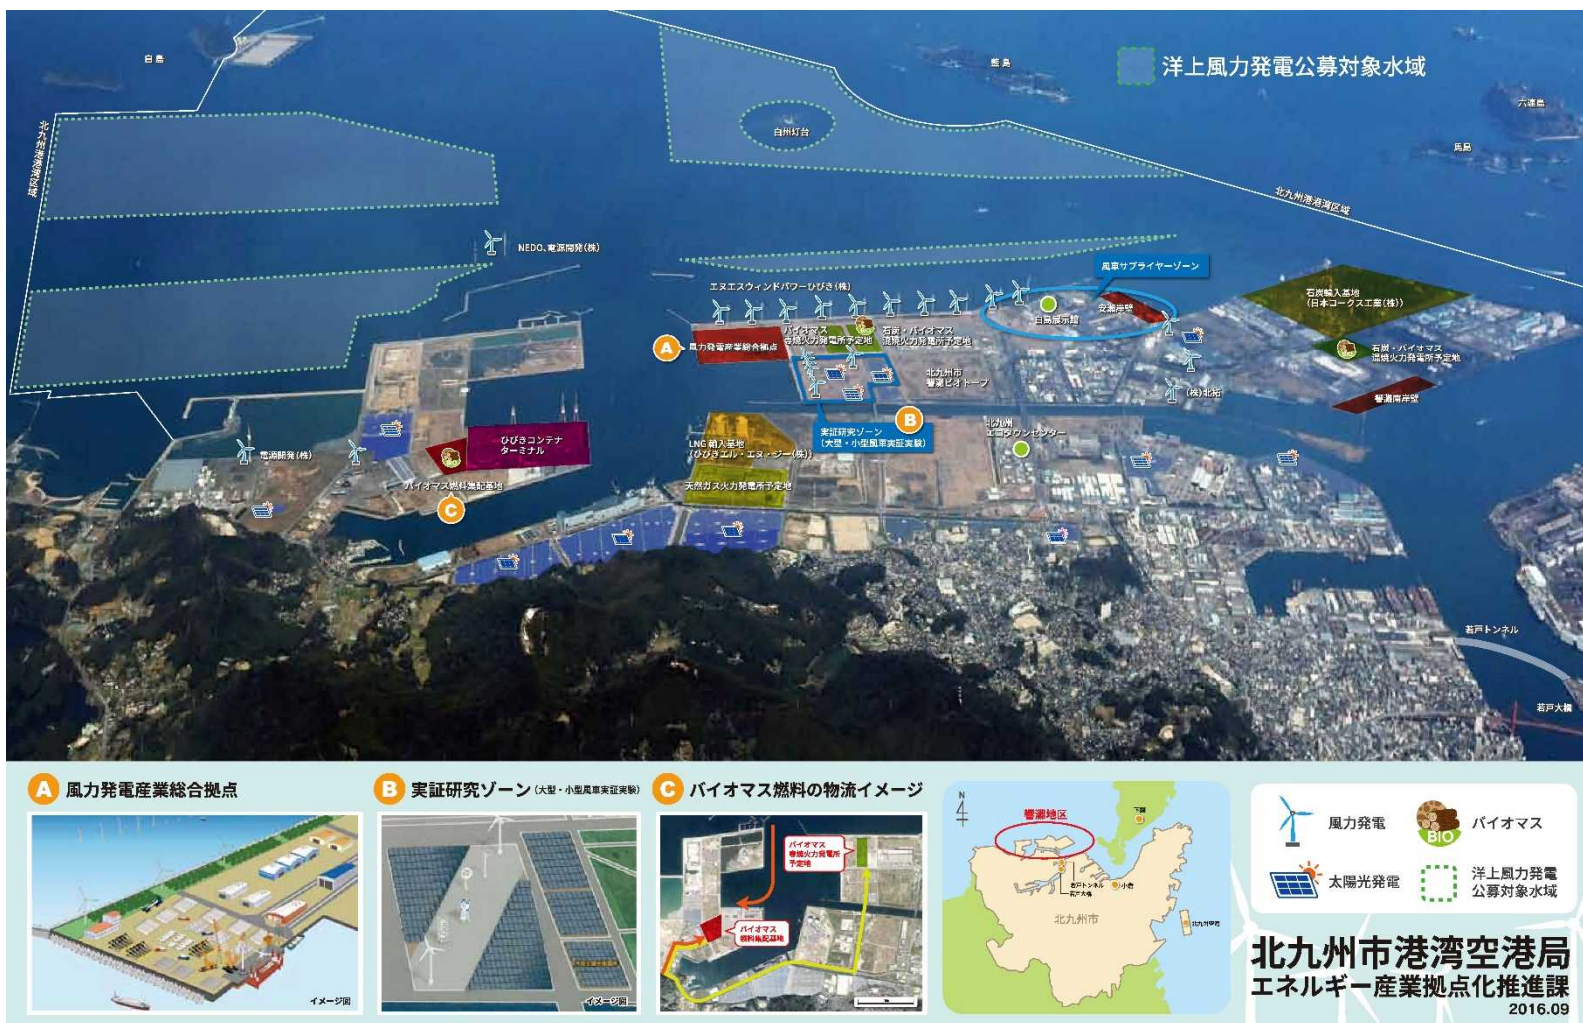 白島
藍島
洋上風力発電公募対象水域
六連島
馬島
白州灯台
北九州港港湾区域
北九州港港湾区域
NEDO、電源開発(株)
風車サプライヤーゾーン
エヌエスウィンドパワーひびき(株)
石炭輸入基地
(日本コークス工業(株))
安瀬岸壁
白島展示館
A
風力発電産業総合拠点
バイオマス
専焼火力発電所予定地
石炭・バイオマス
混焼火力発電所予定地
石炭・バイオマス
混焼火力発電所予定地
北九州市
響灘ビオトープ
(株)北拓
響灘南岸壁
B
実証研究ゾーン
(大型・小型風車実証実験)
北九州
エコタウンセンター
ひびきコンテナ
ターミナル
LNG輸入基地
(ひびきエル・エヌ・ジー(株))
電源開発(株)
バイオマス燃料集配基地
C
天然ガス火力発電所予定地
若戸トンネル
若戸大橋
A 風力発電産業総合拠点
イメージ図
B 実証研究ゾーン(大型・小型風車実証実験)
イメージ図
C バイオマス燃料の物流イメージ
バイオマス
専焼火力発電所
予定地
バイオマス
燃料集配基地
N
響灘地区
下関
若戸トンネル
若戸大橋
小倉
北九州市
北九州空港
風力発電
BIO
バイオマス
太陽光発電
洋上風力発電
公募対象水域
北九州市港湾空港局
エネルギー産業拠点化推進課
2016.09